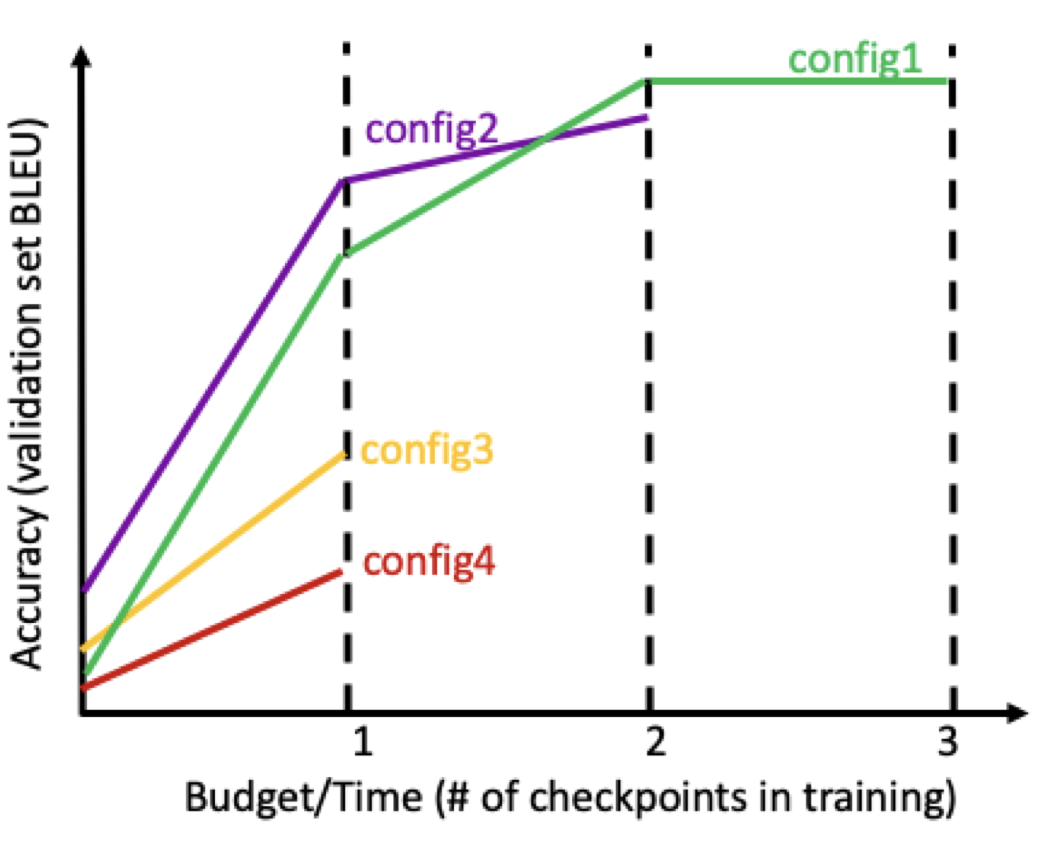 config1
config2
config3
config4
1 2 3
Budget/Time (# of checkpoints in training)
Accuracy (validation set BLEU)